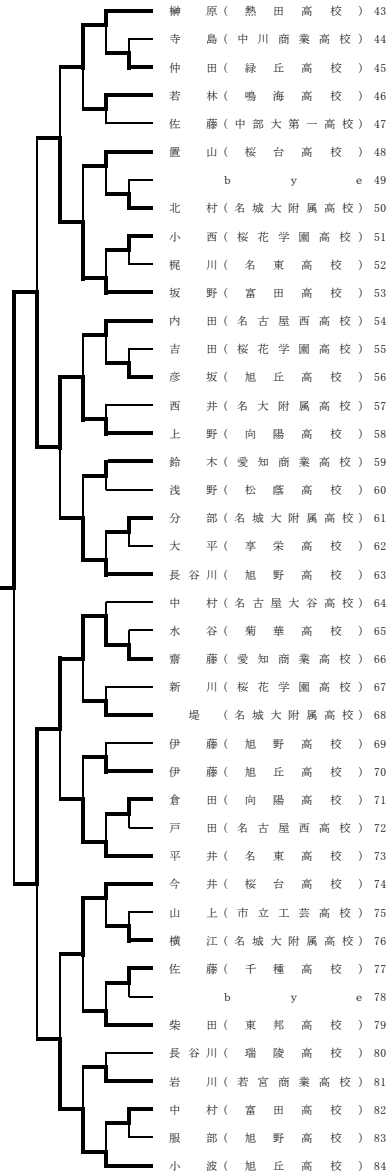 榊原(熱田高校) 43
寺島(中川商業高校) 44
仲田(緑丘高校) 45
若林(鳴海高校) 46
佐藤(中部大第一高校) 47
置山(桜台高校) 48
bye 49
北村(名城大附属高校) 50
小西(桜花学園高校) 51
梶川(名東高校) 52
坂野(富田高校) 53
内田(名古屋西高校) 54
吉田(桜花学園高校) 55
彦坂(旭丘高校) 56
西井(名大附属高校) 57
上野(向陽高校) 58
鈴木(愛知商業高校) 59
浅野(松蔭高校) 60
分部(名城大附属高校) 61
大平(享栄高校) 62
長谷川(旭野高校) 63
中村(名古屋大谷高校) 64
水谷(菊華高校) 65
齋藤(愛知商業高校) 66
新川(桜花学園高校) 67
堤(名城大附属高校) 68
伊藤(旭野高校) 69
伊藤(旭丘高校) 70
倉田(向陽高校) 71
戸田(名古屋西高校) 72
平井(名東高校) 73
今井(桜台高校) 74
山上(市立工芸高校) 75
横江(名城大附属高校) 76
佐藤(千種高校) 77
bye 78
柴田(東邦高校) 79
長谷川(瑞陵高校) 80
岩川(若宮商業高校) 81
中村(富田高校) 82
服部(旭野高校) 83
小波(旭丘高校) 84